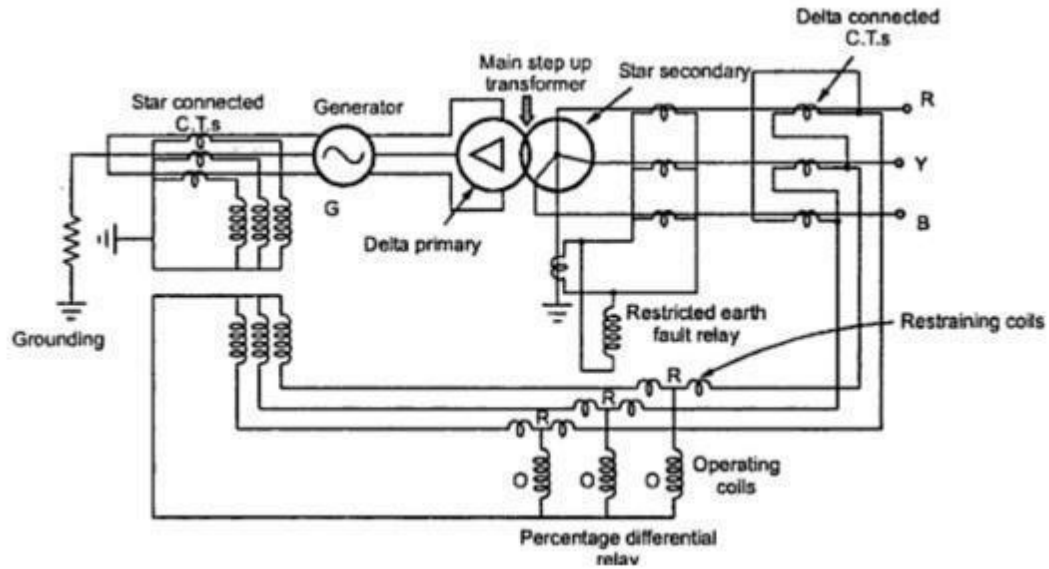 Delta connected
C.T.s
Main step up
transformer
Star secondary
Star connected
C.T.s
Generator
R
Y
B
G
Delta primary
Grounding
Restricted earth
fault relay
Restraining coils
R
R
R
O
O
O
Operating
coils
Percentage differential
relay